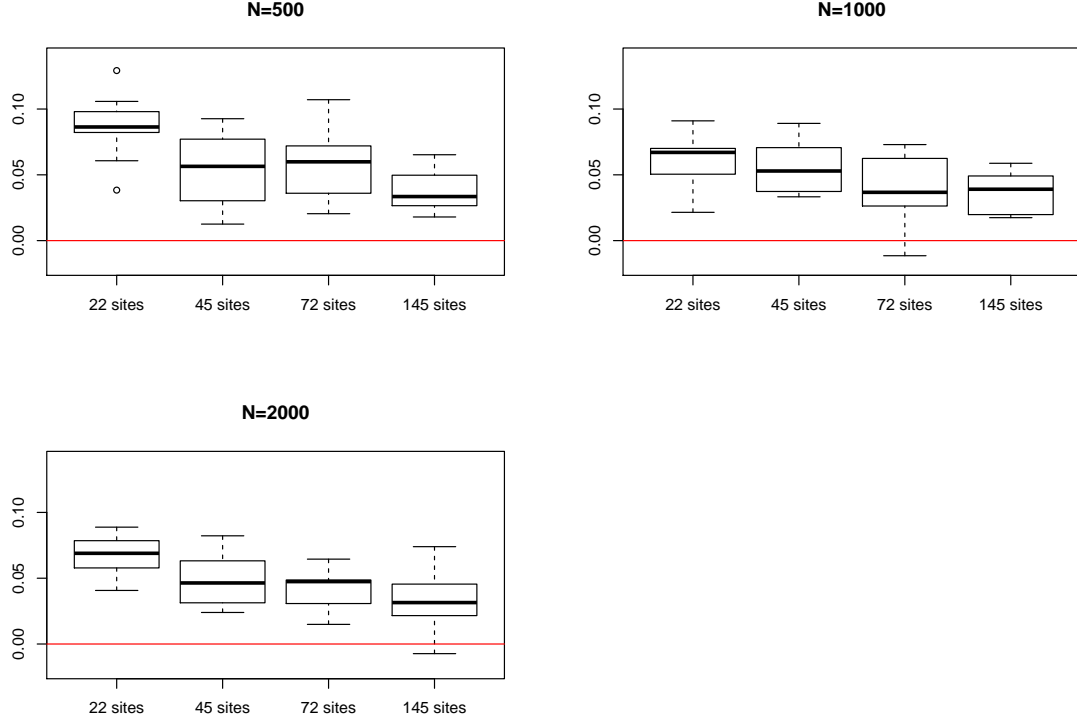 N=500
0.10
0.05
0.00
22 sites
45 sites
72 sites
145 sites
N=1000
0.10
0.05
0.00
22 sites
45 sites
72 sites
145 sites
N=2000
0.10
0.05
0.00
22 sites
45 sites
72 sites
145 sites